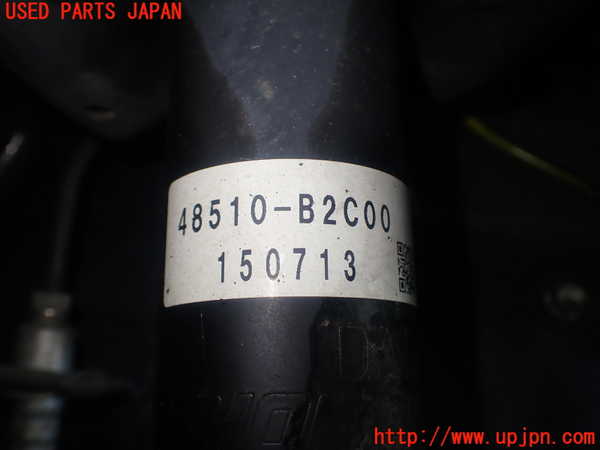 USED PARTS JAPAN
48510-B2C00
150713
http://www.upjpn.com/